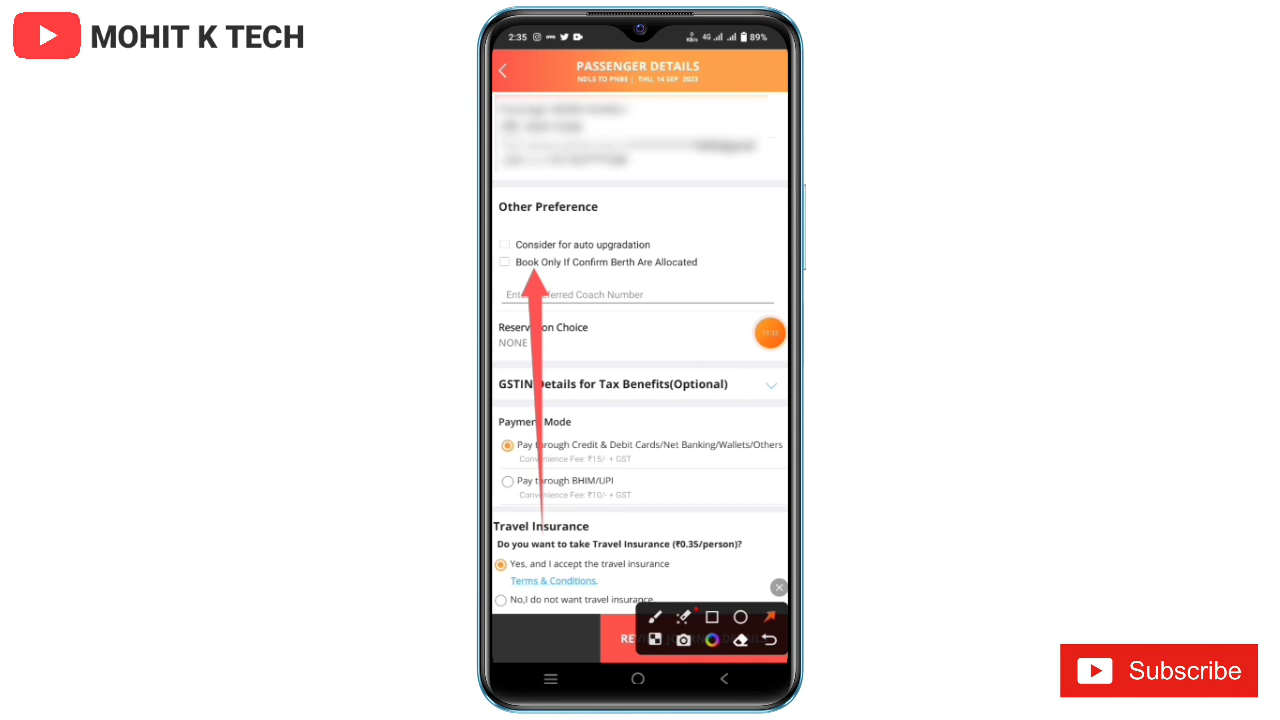 MOHIT K TECH
2:35
4G
89%
PASSENGER DETAILS
NDLS TO PNBE | THU, 14 SEP 2023
Other Preference
Consider for auto upgradation
Book Only If Confirm Berth Are Allocated
Preferred Coach Number
Reservation Choice
NONE
GSTIN Details for Tax Benefits(Optional)
Payment Mode
Pay through Credit & Debit Cards/Net Banking/Wallets/Others
Convenience Fee: ₹15/- + GST
Pay through BHIM/UPI
Convenience Fee: ₹10/- + GST
Travel Insurance
Do you want to take Travel Insurance (₹0.35/person)?
Yes, and I accept the travel insurance
Terms & Conditions.
No,I do not want travel insurance
Subscribe